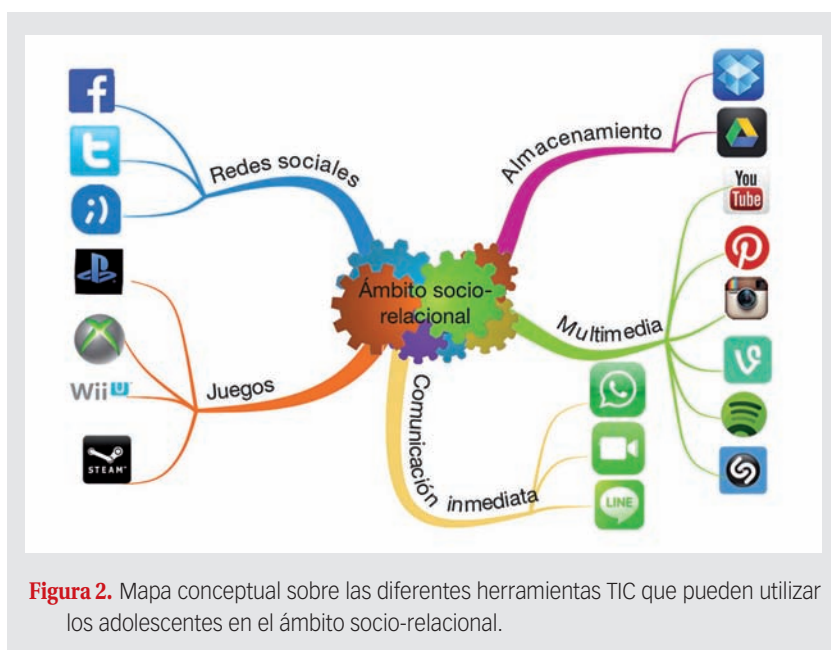 Redes sociales
Almacenamiento
You
Tube
Ámbito socio-
relacional
Multimedia
Juegos
Wii U
STEAM™
Comunicación inmediata
LINE
Figura 2. Mapa conceptual sobre las diferentes herramientas TIC que pueden utilizar
los adolescentes en el ámbito socio-relacional.